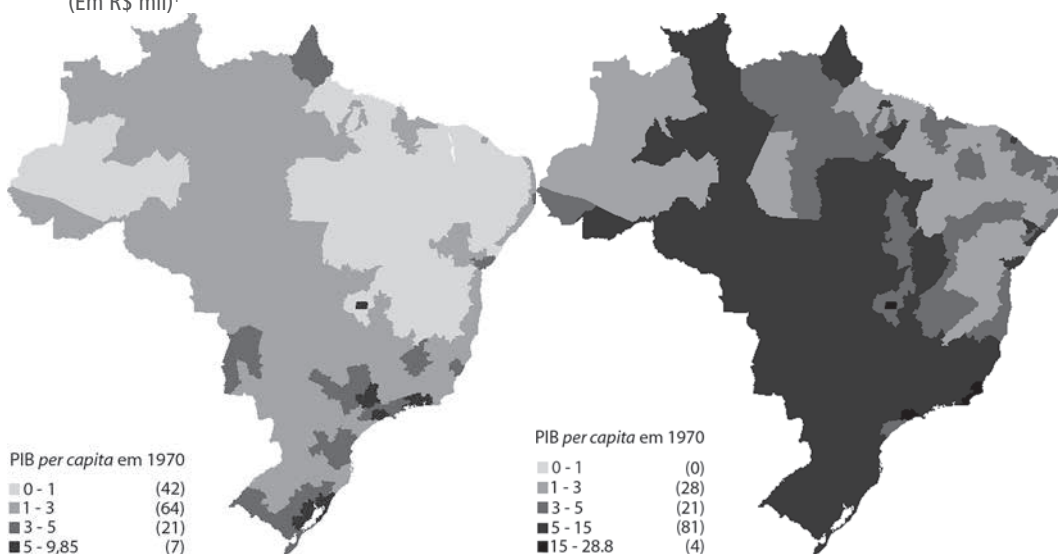 (Em R$ mil)¹
PIB per capita em 1970
0 - 1 (42)
1 - 3 (64)
3 - 5 (21)
5 - 9,85 (7)
PIB per capita em 1970
0 - 1 (0)
1 - 3 (28)
3 - 5 (21)
5 - 15 (81)
15 - 28.8 (4)